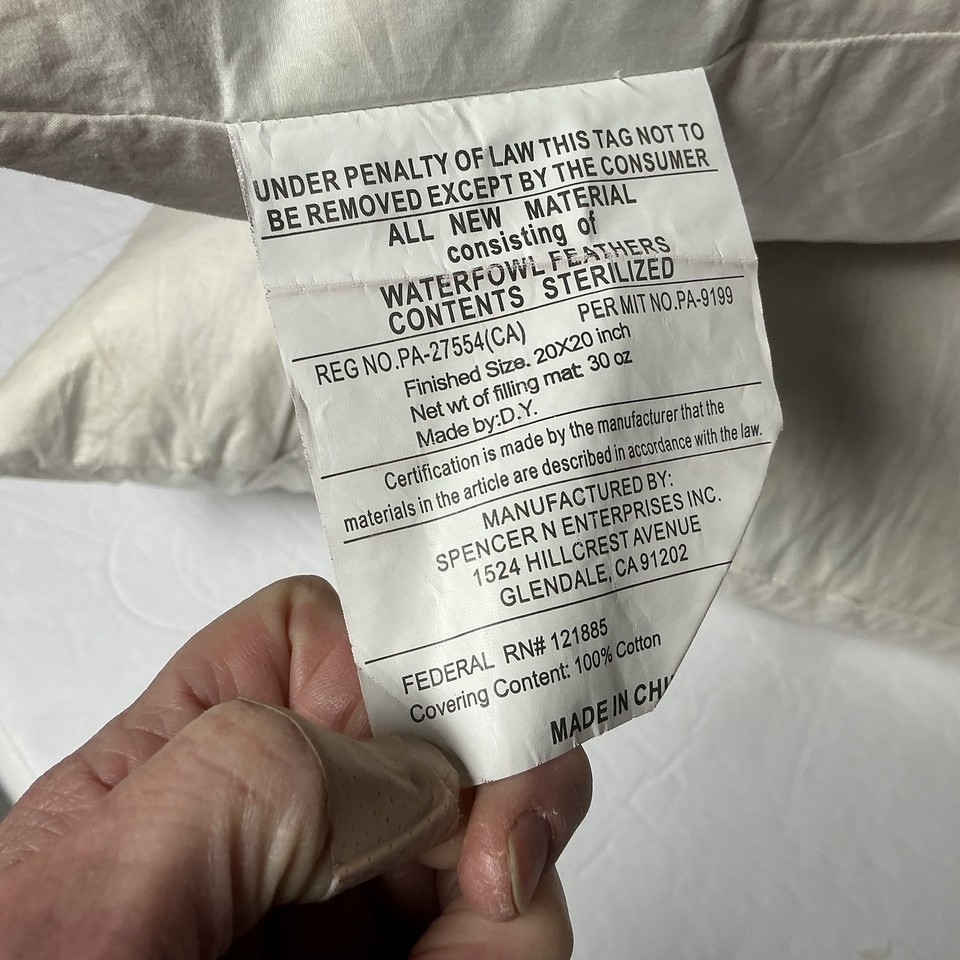 UNDER PENALTY OF LAW THIS TAG NOT TO
BE REMOVED EXCEPT BY THE CONSUMER
ALL NEW MATERIAL
consisting of
WATERFOWL FEATHERS
CONTENTS STERILIZED
REG NO.PA-27554(CA) PERMIT NO.PA-9199
Finished Size. 20X20 inch
Net wt of filling mat: 30 oz
Made by:D.Y.
Certification is made by the manufacturer that the
materials in the article are described in accordance with the law.
MANUFACTURED BY:
SPENCER N ENTERPRISES INC.
1524 HILLCREST AVENUE
GLENDALE, CA 91202
FEDERAL RN# 121885
Covering Content: 100% Cotton
MADE IN